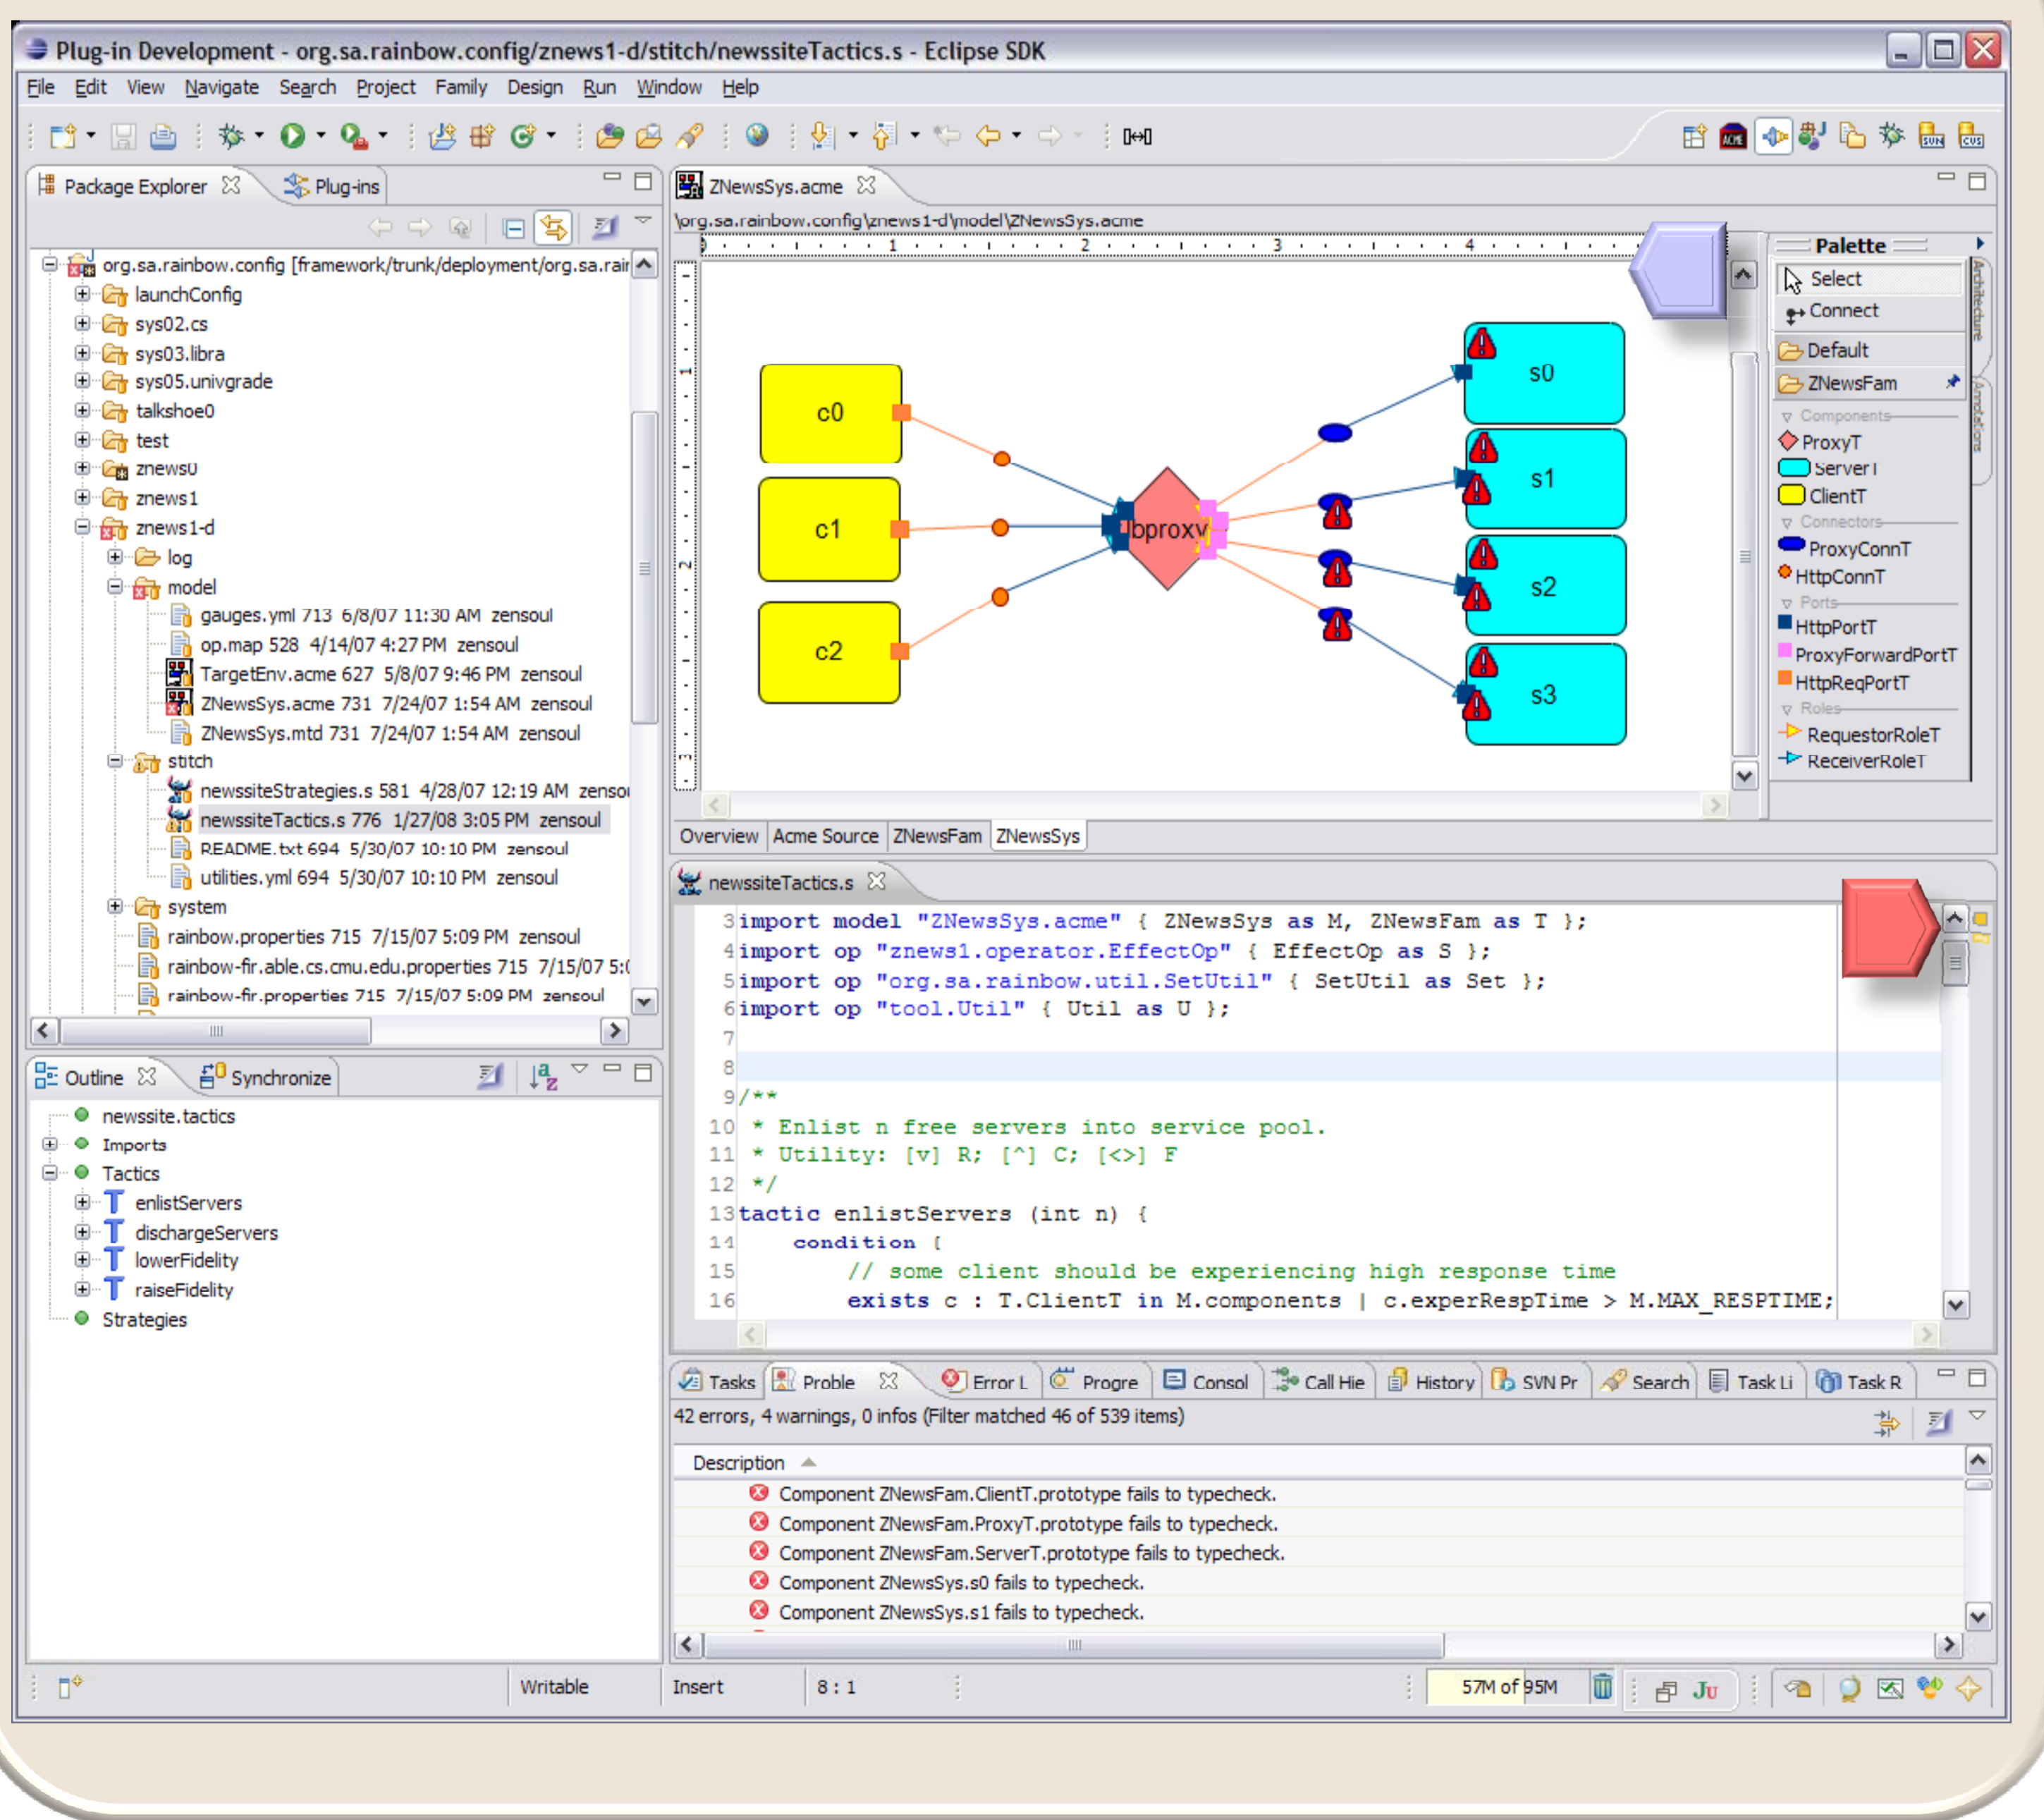 Plug-in Development - org.sa.rainbow.config/znews1-d/stitch/newssiteTactics.s - Eclipse SDK
File Edit View Navigate Search Project Family Design Run Window Help
ACME SVN CVS
Package Explorer Plug-ins
org.sa.rainbow.config [framework/trunk/deployment/org.sa.rair
launchConfig
sys02.cs
sys03.libra
sys05.univgrade
talkshoe0
test
znews0
znews1
znews1-d
log
model
gauges.yml 713 6/8/07 11:30 AM zensoul
op.map 528 4/14/07 4:27 PM zensoul
TargetEnv.acme 627 5/8/07 9:46 PM zensoul
ZNewsSys.acme 731 7/24/07 1:54 AM zensoul
ZNewsSys.mtd 731 7/24/07 1:54 AM zensoul
stitch
newssiteStrategies.s 581 4/28/07 12:19 AM zensou
newssiteTactics.s 776 1/27/08 3:05 PM zensoul
README.txt 694 5/30/07 10:10 PM zensoul
utilities.yml 694 5/30/07 10:10 PM zensoul
system
rainbow.properties 715 7/15/07 5:09 PM zensoul
rainbow-fir.able.cs.cmu.edu.properties 715 7/15/07 5:0
rainbow-fir.properties 715 7/15/07 5:09 PM zensoul
Outline Synchronize
newssite.tactics
Imports
Tactics
T enlistServers
T dischargeServers
T lowerFidelity
T raiseFidelity
Strategies
ZNewsSys.acme
\org.sa.rainbow.config\znews1-d\model\ZNewsSys.acme
0 1 2 3 4
1
2
3
c0
c1
c2
lbproxy
s0
s1
s2
s3
Palette
Select
Connect
Default
ZNewsFam
Components
ProxyT
ServerT
ClientT
Connectors
ProxyConnT
HttpConnT
Ports
HttpPortT
ProxyForwardPortT
HttpReqPortT
Roles
RequestorRoleT
ReceiverRoleT
Architecture
Annotations
Overview Acme Source ZNewsFam ZNewsSys
newssiteTactics.s
3 import model "ZNewsSys.acme" { ZNewsSys as M, ZNewsFam as T };
4 import op "znews1.operator.EffectOp" { EffectOp as S };
5 import op "org.sa.rainbow.util.SetUtil" { SetUtil as Set };
6 import op "tool.Util" { Util as U };
7
8
9 /**
10 * Enlist n free servers into service pool.
11 * Utility: [v] R; [^] C; [<>] F
12 */
13 tactic enlistServers (int n) {
14 condition {
15 // some client should be experiencing high response time
16 exists c : T.ClientT in M.components | c.experRespTime > M.MAX_RESPTIME;
Tasks Proble Error L Progre Consol Call Hie History SVN Pr Search Task Li Task R
42 errors, 4 warnings, 0 infos (Filter matched 46 of 539 items)
Description
Component ZNewsFam.ClientT.prototype fails to typecheck.
Component ZNewsFam.ProxyT.prototype fails to typecheck.
Component ZNewsFam.ServerT.prototype fails to typecheck.
Component ZNewsSys.s0 fails to typecheck.
Component ZNewsSys.s1 fails to typecheck.
Writable Insert 8 : 1 57M of 95M JU